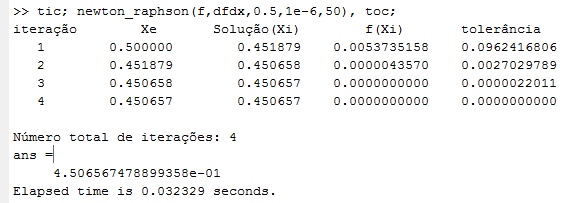 >> tic; newton_raphson(f,dfdx,0.5,1e-6,50), toc;
iteração Xe Solução(Xi) f(Xi) tolerância
1 0.500000 0.451879 0.0053735158 0.0962416806
2 0.451879 0.450658 0.0000043570 0.0027029789
3 0.450658 0.450657 0.0000000000 0.0000022011
4 0.450657 0.450657 0.0000000000 0.0000000000
Número total de iterações: 4
ans =
4.506567478899358e-01
Elapsed time is 0.032329 seconds.